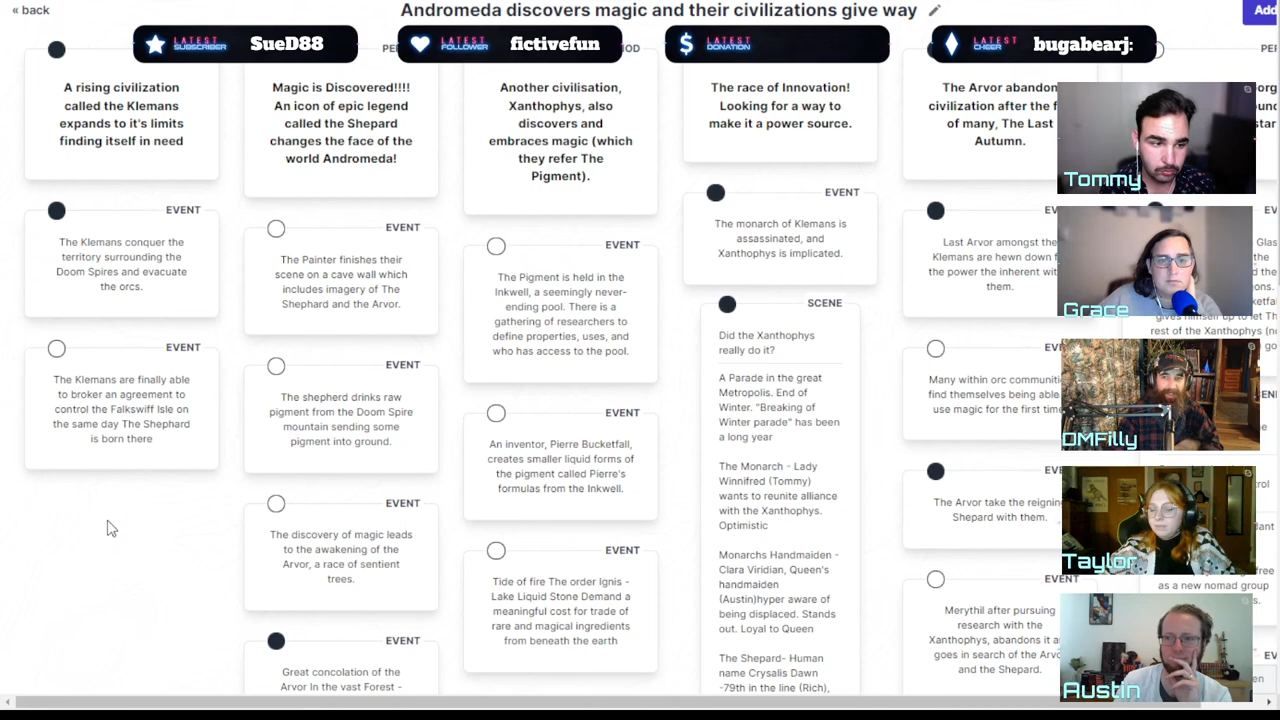 « back
Andromeda discovers magic and their civilizations give way
Add
LATEST
SUBSCRIBER
SueD88
LATEST
FOLLOWER
fictivefun
LATEST
DONATION
LATEST
CHEER
bugabearj:
A rising civilization
called the Klemans
expands to it's limits
finding itself in need
EVENT
The Klemans conquer the
territory surrounding the
Doom Spires and evacuate
the orcs.
EVENT
The Klemans are finally able
to broker an agreement to
control the Falkswiff Isle on
the same day The Shepard
is born there
Magic is Discovered!!!!
An icon of epic legend
called the Shepard
changes the face of the
world Andromeda!
EVENT
The Painter finishes their
scene on a cave wall which
includes imagery of The
Shephard and the Arvor.
EVENT
The shepherd drinks raw
pigment from the Doom Spire
mountain sending some
pigment into ground.
EVENT
The discovery of magic leads
to the awakening of the
Arvor, a race of sentient
trees.
EVENT
Great concolation of the
Arvor In the vast Forest -
Another civilisation,
Xanthophys, also
discovers and
embraces magic (which
they refer The
Pigment).
EVENT
The Pigment is held in the
Inkwell, a seemingly never-
ending pool. There is a
gathering of researchers to
define properties, uses, and
who has access to the pool.
EVENT
An inventor, Pierre Bucketfall,
creates smaller liquid forms of
the pigment called Pierre's
formulas from the Inkwell.
EVENT
Tide of fire The order Ignis -
Lake Liquid Stone Demand a
meaningful cost for trade of
rare and magical ingredients
from beneath the earth
The race of Innovation!
Looking for a way to
make it a power source.
EVENT
The monarch of Klemans is
assassinated, and
Xanthophys is implicated.
SCENE
Did the Xanthophys
really do it?
A Parade in the great
Metropolis. End of
Winter. "Breaking of
Winter parade" has been
a long year
The Monarch - Lady
Winnifred (Tommy)
wants to reunite alliance
with the Xanthophys.
Optimistic
Monarchs Handmaiden -
Clara Viridian, Queen's
handmaiden
(Austin)hyper aware of
being displaced. Stands
out. Loyal to Queen
The Shepard- Human
name Crysalis Dawn
-79th in the line (Rich),
The Arvor abandon
civilization after the
of many, The Last
Autumn.
Last Arvor amongst the
Klemans are hewn down
the power the inherent
them.
Many within orc
find themselves being
use magic for the first time
The Arvor take the reigning
Shepard with them.
EVENT
Merythil after pursuing
research with the
Xanthophys, abandons it
goes in search of the
and the Shepard.
rest of the Xanthophys
as a new nomad group
Tommy
Grace
DMFilly
Taylor
Austin